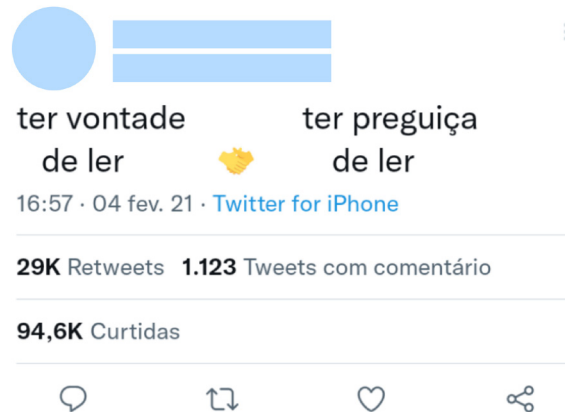 ter vontade ter preguiça
de ler 🤝 de ler
16:57 · 04 fev. 21 · Twitter for iPhone
29K Retweets 1.123 Tweets com comentário
94,6K Curtidas